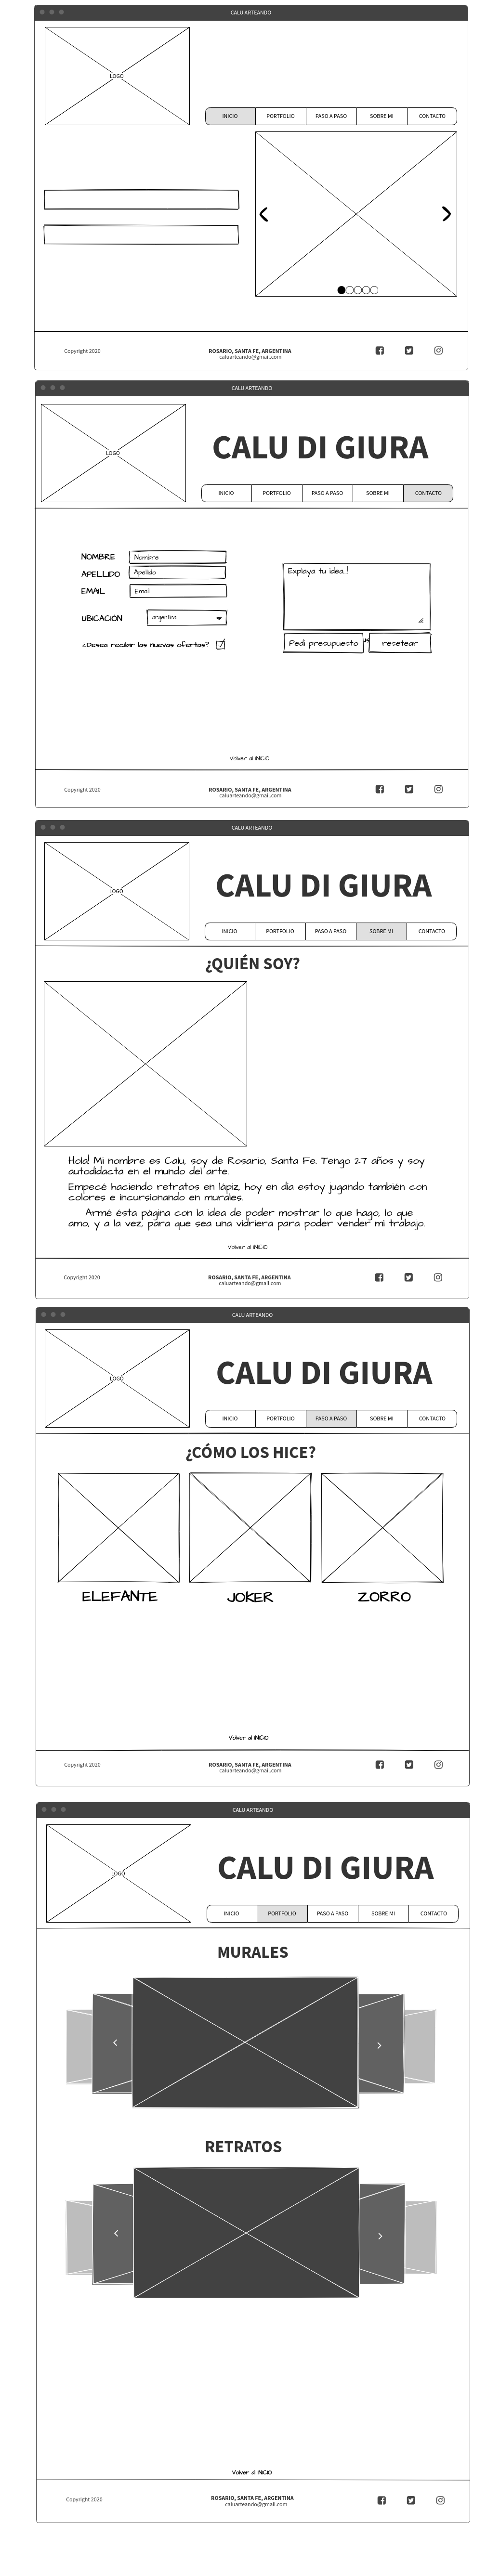 CALU ARTEANDO
LOGO
INICIO PORTFOLIO PASO A PASO SOBRE MI CONTACTO
Copyright 2020
ROSARIO, SANTA FE, ARGENTINA
caluarteando@gmail.com
CALU ARTEANDO
LOGO
CALU DI GIURA
INICIO PORTFOLIO PASO A PASO SOBRE MI CONTACTO
NOMBRE Nombre
APELLIDO Apellido
EMAIL Email
UBICACIÓN argentina
¿Desea recibir las nuevas ofertas?
Explaya tu idea..!
Pedí presupuesto resetear
Volver al INICIO
Copyright 2020
ROSARIO, SANTA FE, ARGENTINA
caluarteando@gmail.com
CALU ARTEANDO
LOGO
CALU DI GIURA
INICIO PORTFOLIO PASO A PASO SOBRE MI CONTACTO
¿QUIÉN SOY?
Hola! Mi nombre es Calu, soy de Rosario, Santa Fe. Tengo 27 años y soy
autodidacta en el mundo del arte.
Empecé haciendo retratos en lápiz, hoy en día estoy jugando también con
colores e incursionando en murales.
Armé ésta página con la idea de poder mostrar lo que hago, lo que
amo, y a la vez, para que sea una vidriera para poder vender mi trabajo.
Volver al INICIO
Copyright 2020
ROSARIO, SANTA FE, ARGENTINA
caluarteando@gmail.com
CALU ARTEANDO
LOGO
CALU DI GIURA
INICIO PORTFOLIO PASO A PASO SOBRE MI CONTACTO
¿CÓMO LOS HICE?
ELEFANTE JOKER ZORRO
Volver al INICIO
Copyright 2020
ROSARIO, SANTA FE, ARGENTINA
caluarteando@gmail.com
CALU ARTEANDO
LOGO
CALU DI GIURA
INICIO PORTFOLIO PASO A PASO SOBRE MI CONTACTO
MURALES
RETRATOS
Volver al INICIO
Copyright 2020
ROSARIO, SANTA FE, ARGENTINA
caluarteando@gmail.com